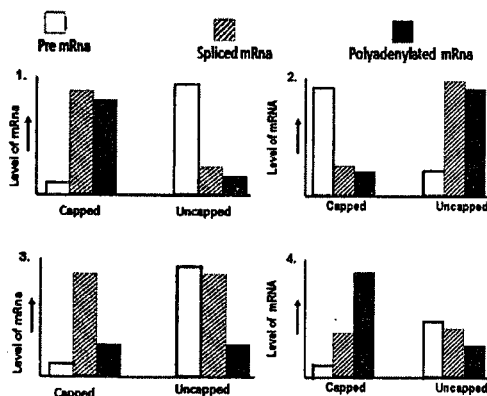 Pre mRna
Spliced mRna
Polyadenylated mRna
1.
Level of mRna
Capped
Uncapped
2.
Level of mRNA
Capped
Uncapped
3.
Level of mRna
Capped
Uncapped
4.
Level of mRNA
Capped
Uncapped